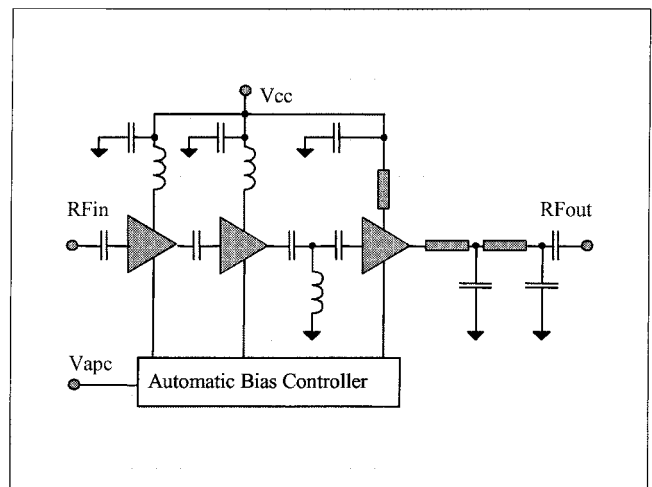 Vcc
RFin
RFout
Vapc
Automatic Bias Controller